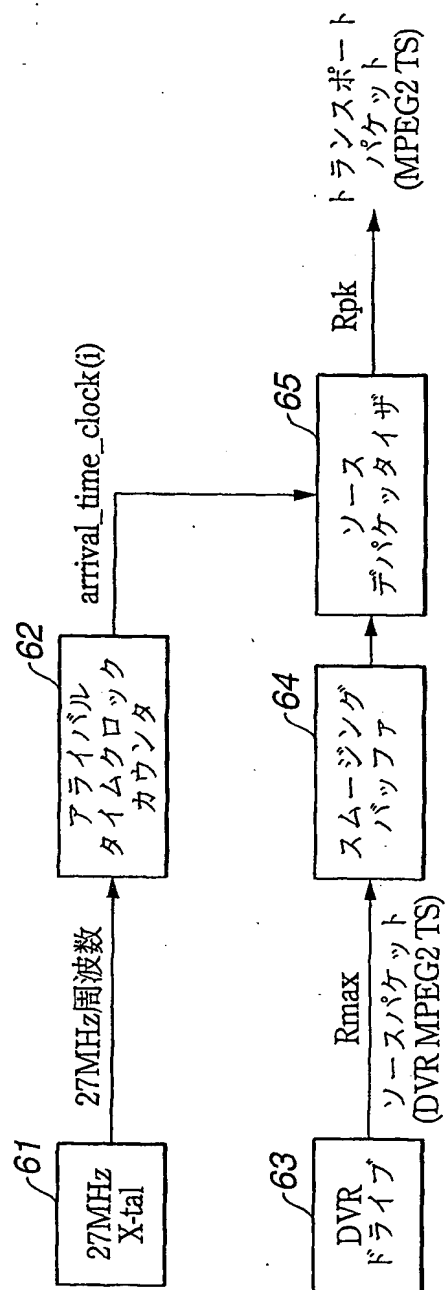 61
27MHz
X-tal
27MHz周波数
62
アライバル
タイムクロック
カウンタ
arrival_time_clock(i)
63
DVR
ドライブ
Rmax
ソースパケット
(DVR MPEG2 TS)
64
スムージング
バッファ
65
ソース
デパケッタイザ
Rpk
トランスポート
パケット
(MPEG2 TS)